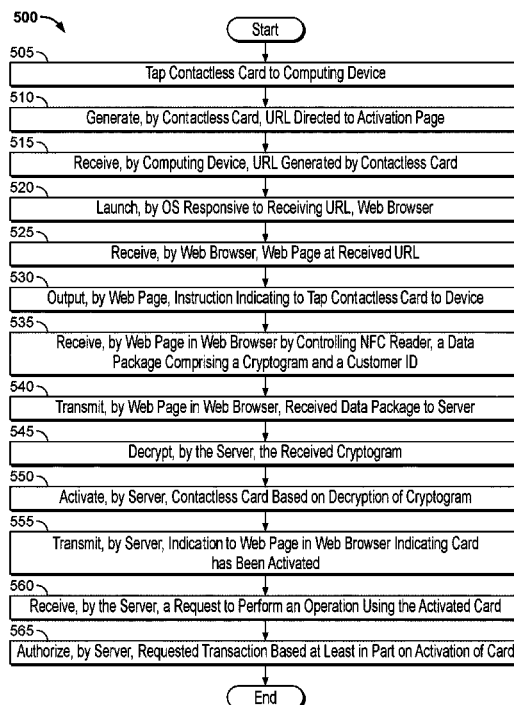 500
Start
505
Tap Contactless Card to Computing Device
510
Generate, by Contactless Card, URL Directed to Activation Page
515
Receive, by Computing Device, URL Generated by Contactless Card
520
Launch, by OS Responsive to Receiving URL, Web Browser
525
Receive, by Web Browser, Web Page at Received URL
530
Output, by Web Page, Instruction Indicating to Tap Contactless Card to Device
535
Receive, by Web Page in Web Browser by Controlling NFC Reader, a Data
Package Comprising a Cryptogram and a Customer ID
540
Transmit, by Web Page in Web Browser, Received Data Package to Server
545
Decrypt, by the Server, the Received Cryptogram
550
Activate, by Server, Contactless Card Based on Decryption of Cryptogram
555
Transmit, by Server, Indication to Web Page in Web Browser Indicating Card
has Been Activated
560
Receive, by the Server, a Request to Perform an Operation Using the Activated Card
565
Authorize, by Server, Requested Transaction Based at Least in Part on Activation of Card
End